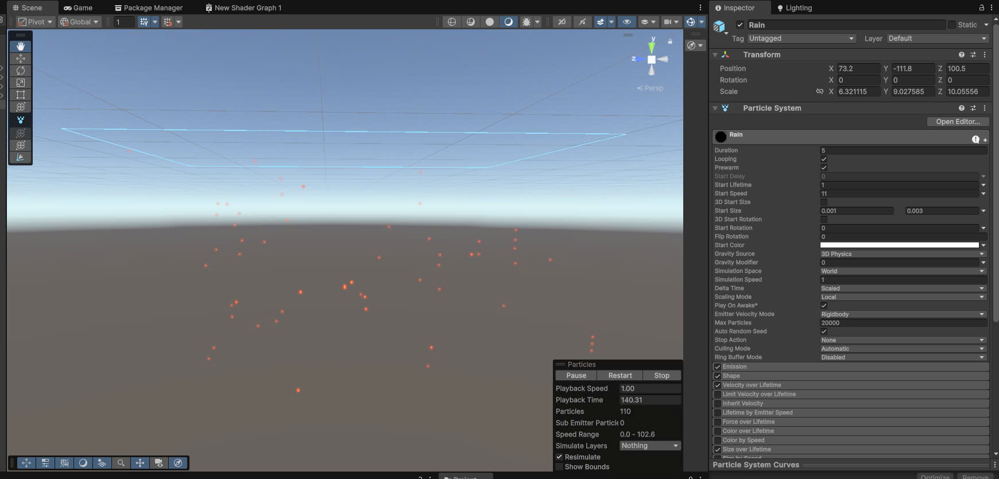 Scene Game Package Manager New Shader Graph 1
Pivot Global 1 2D
y
z
Persp
Particles
Pause Restart Stop
Playback Speed 1.00
Playback Time 140.31
Particles 110
Sub Emitter Particle 0
Speed Range 0.0 - 102.6
Simulate Layers Nothing
Resimulate
Show Bounds
Inspector Lighting
Rain Static
Tag Untagged Layer Default
Transform
Position X 73.2 Y -111.8 Z 100.5
Rotation X 0 Y 0 Z 0
Scale X 6.321115 Y 9.027585 Z 10.05556
Particle System
Open Editor...
Rain
Duration 5
Looping
Prewarm
Start Delay 0
Start Lifetime 1
Start Speed 11
3D Start Size
Start Size 0.001 0.003
3D Start Rotation
Start Rotation 0
Flip Rotation 0
Start Color
Gravity Source 3D Physics
Gravity Modifier 0
Simulation Space World
Simulation Speed 1
Delta Time Scaled
Scaling Mode Local
Play On Awake*
Emitter Velocity Mode Rigidbody
Max Particles 20000
Auto Random Seed
Stop Action None
Culling Mode Automatic
Ring Buffer Mode Disabled
Emission
Shape
Velocity over Lifetime
Limit Velocity over Lifetime
Inherit Velocity
Lifetime by Emitter Speed
Force over Lifetime
Color over Lifetime
Color by Speed
Size over Lifetime
Size by Speed
Particle System Curves
Optimize Remove
Project